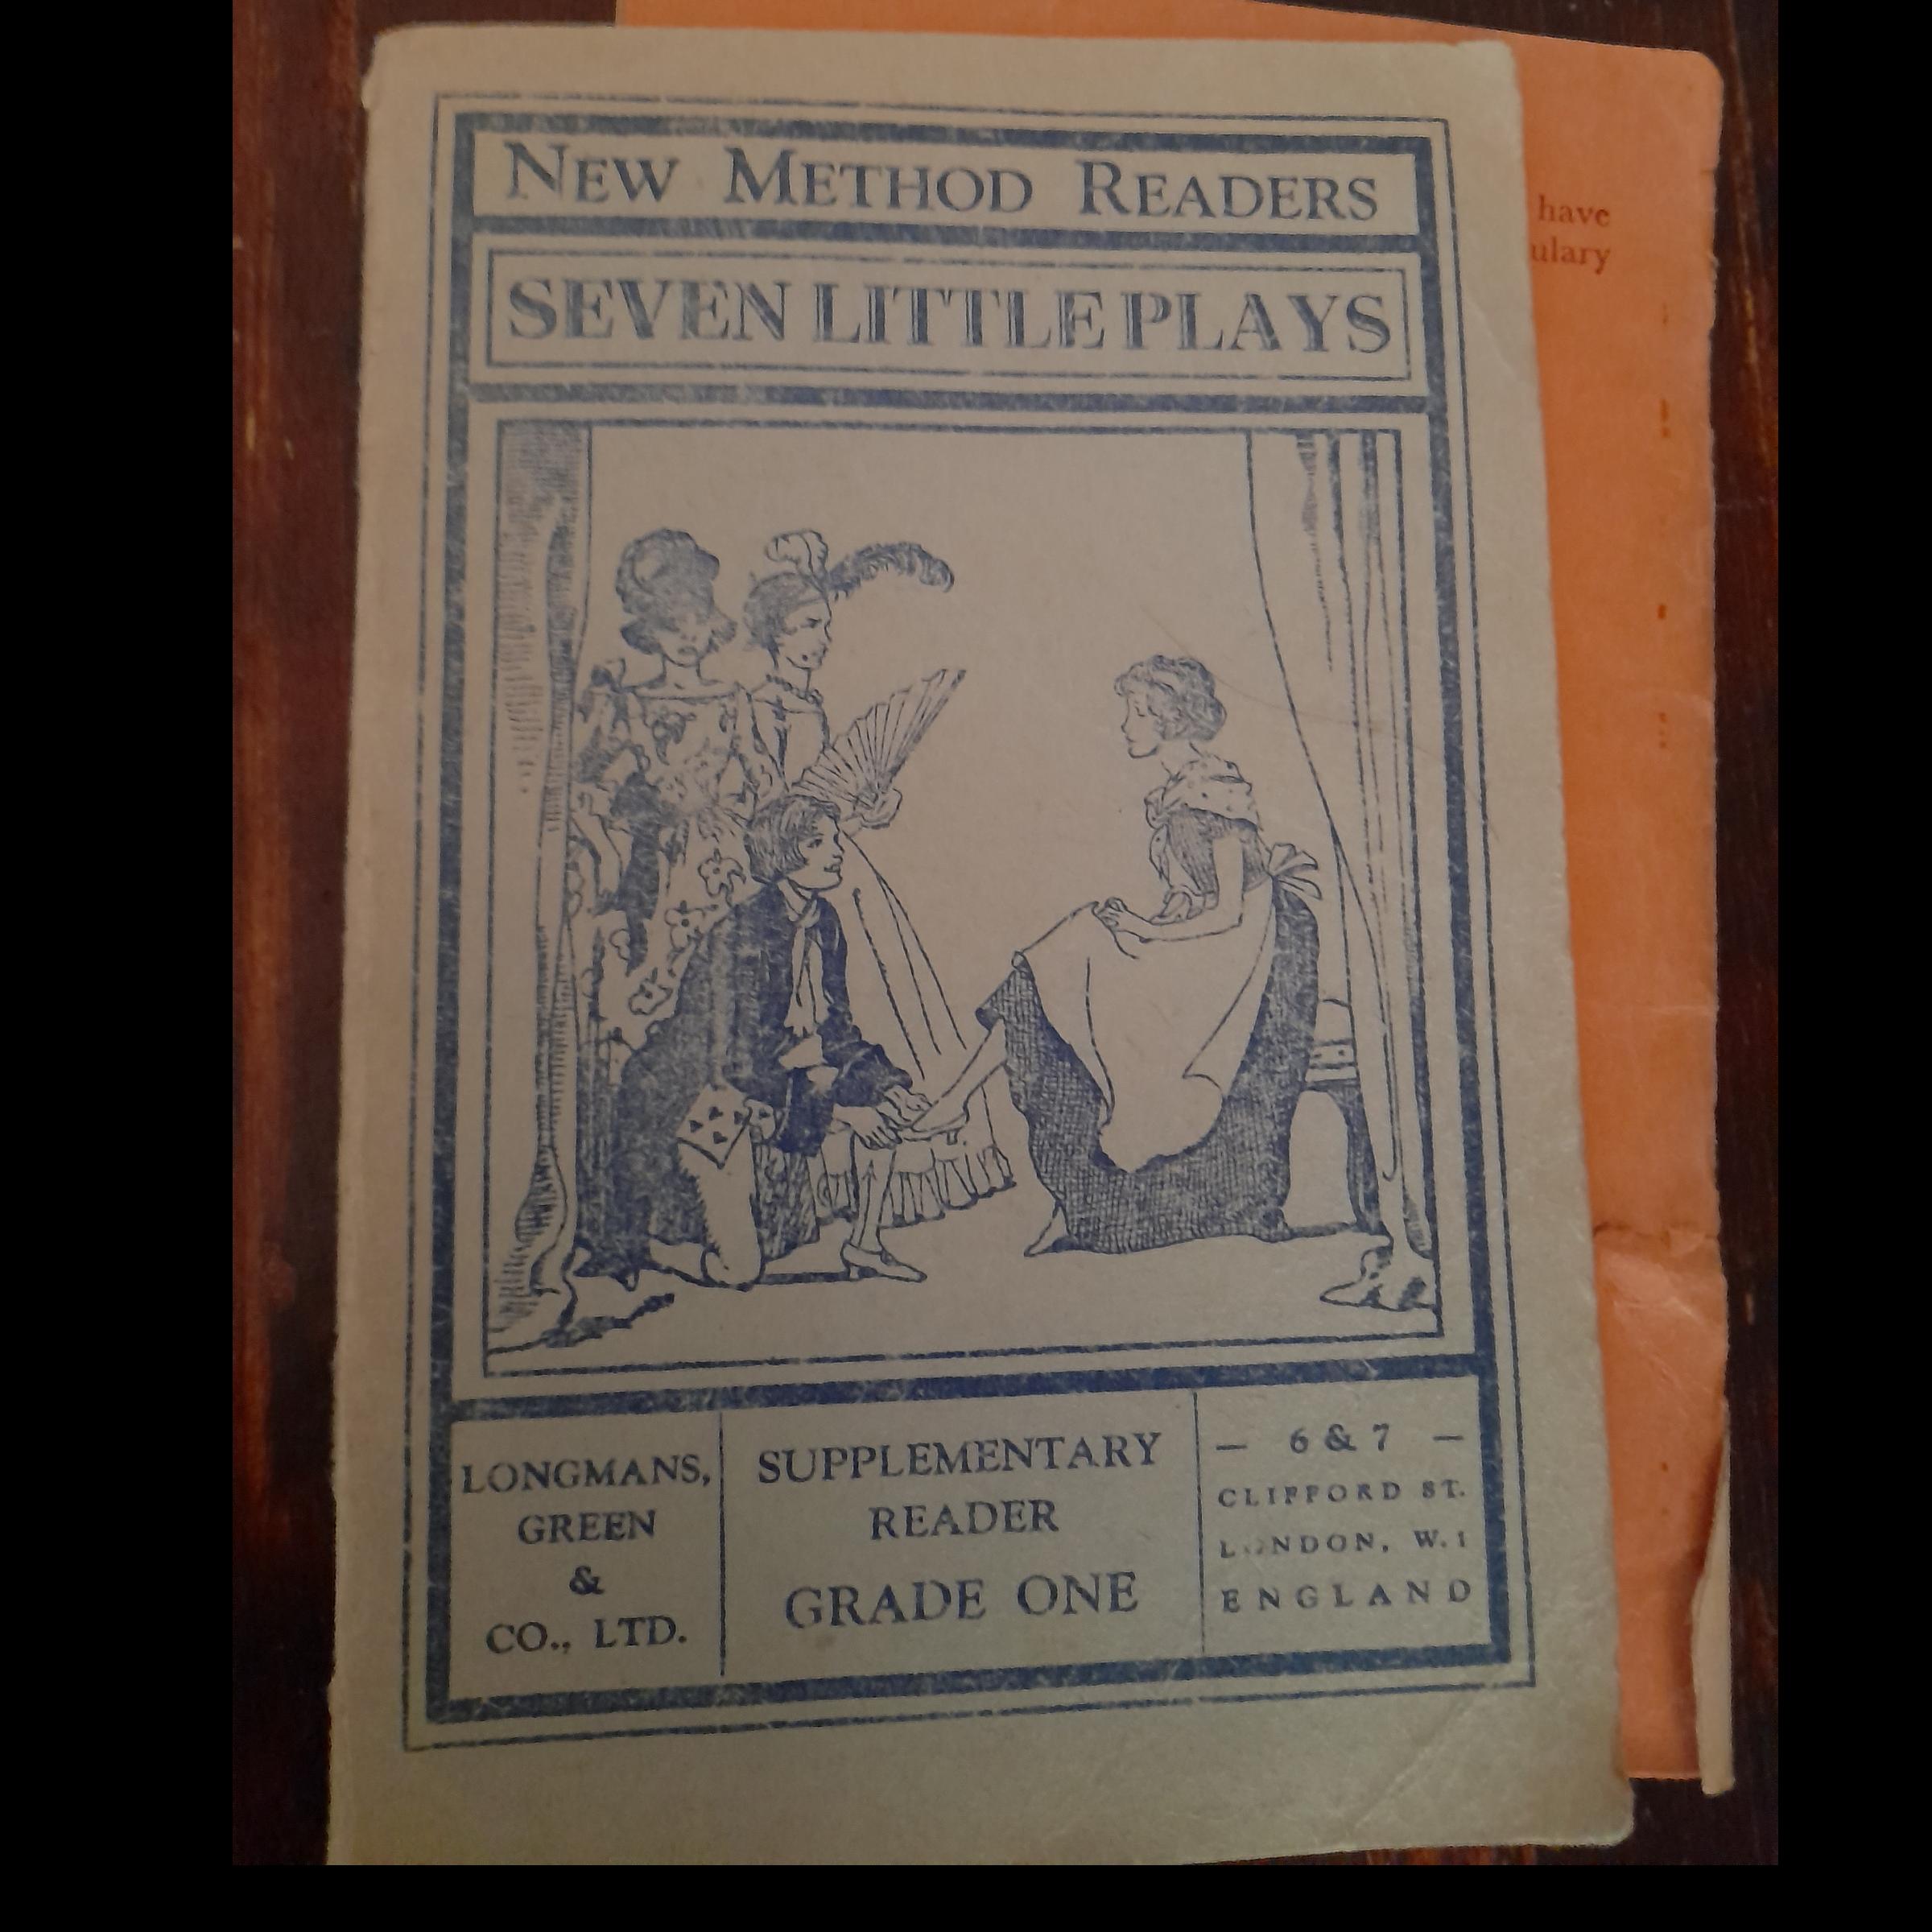 NEW METHOD READERS
SEVEN LITTLE PLAYS
LONGMANS,
GREEN
&
CO., LTD.
SUPPLEMENTARY
READER
GRADE ONE
— 6 & 7 —
CLIFFORD ST.
LONDON, W.1
ENGLAND
have
ulary